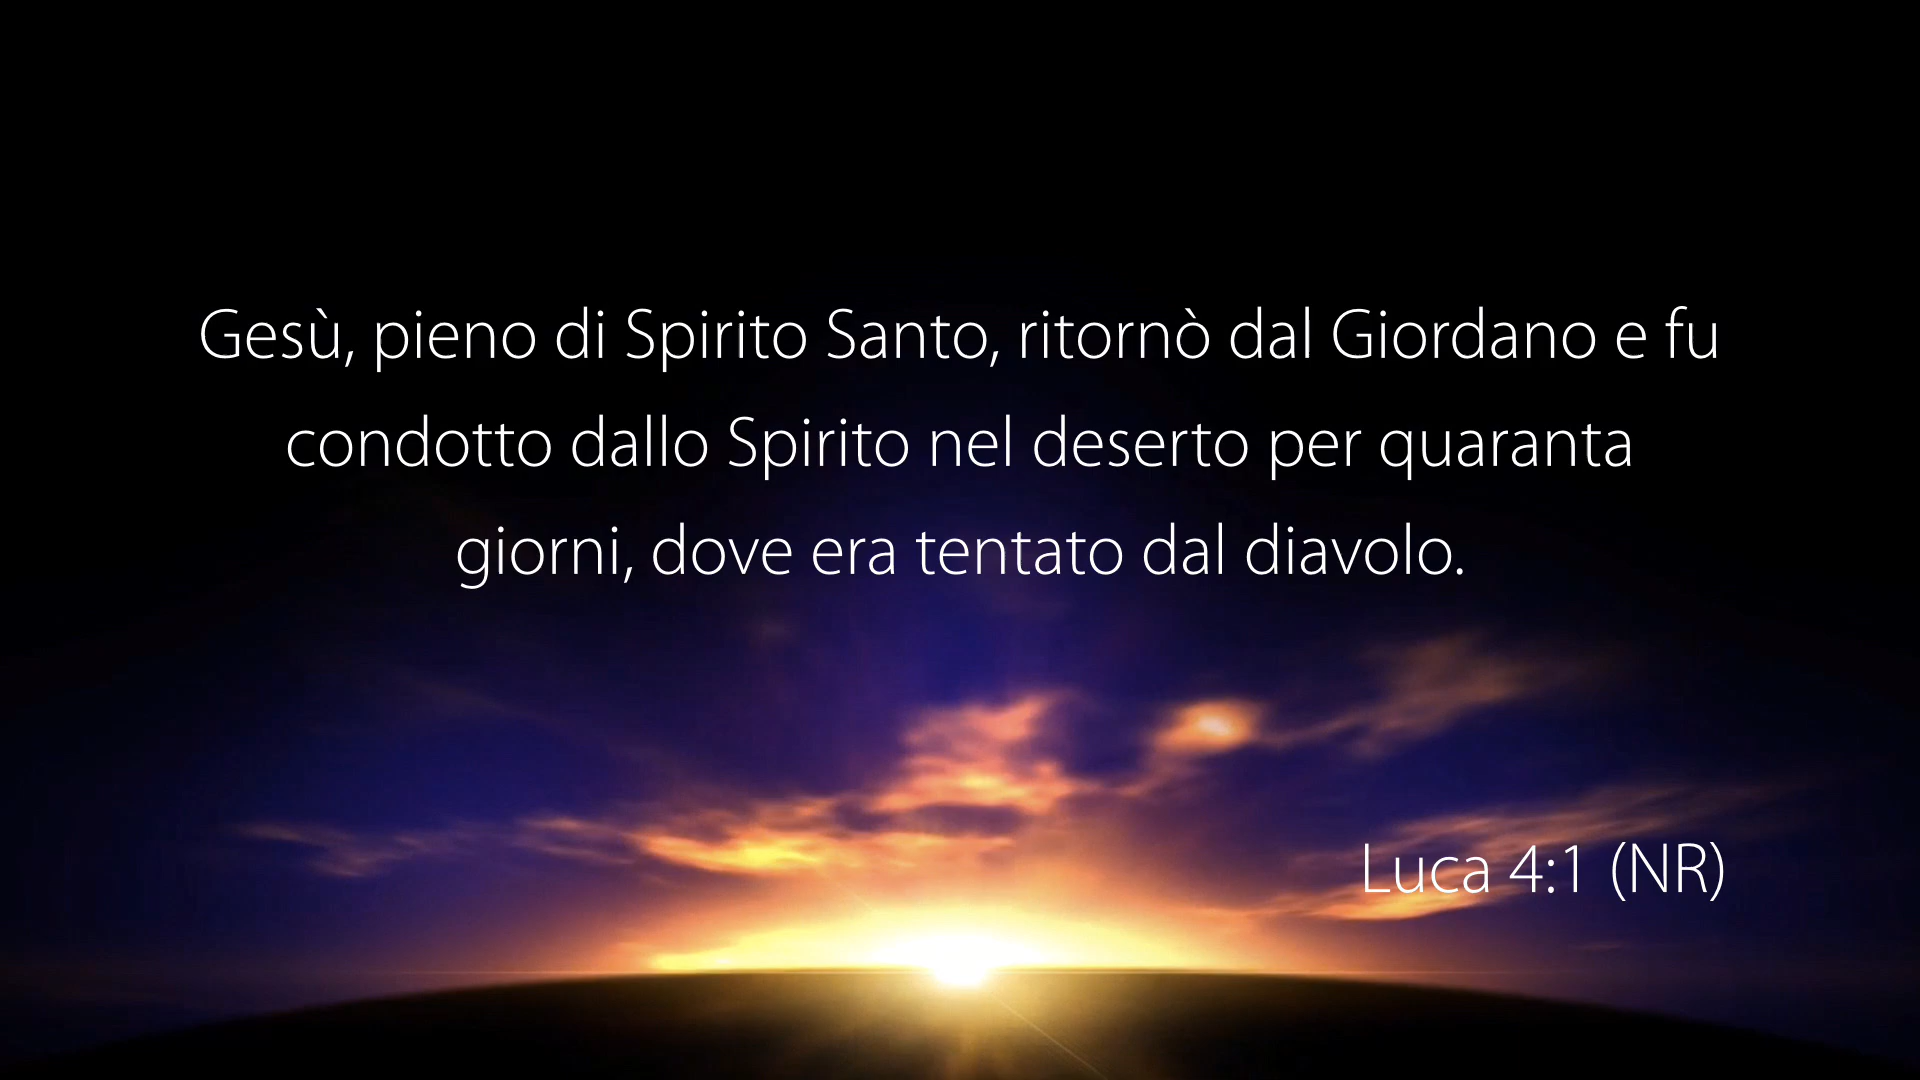 Gesù, pieno di Spirito Santo, ritornò dal Giordano e fu
condotto dallo Spirito nel deserto per quaranta
giorni, dove era tentato dal diavolo.
Luca 4:1 (NR)